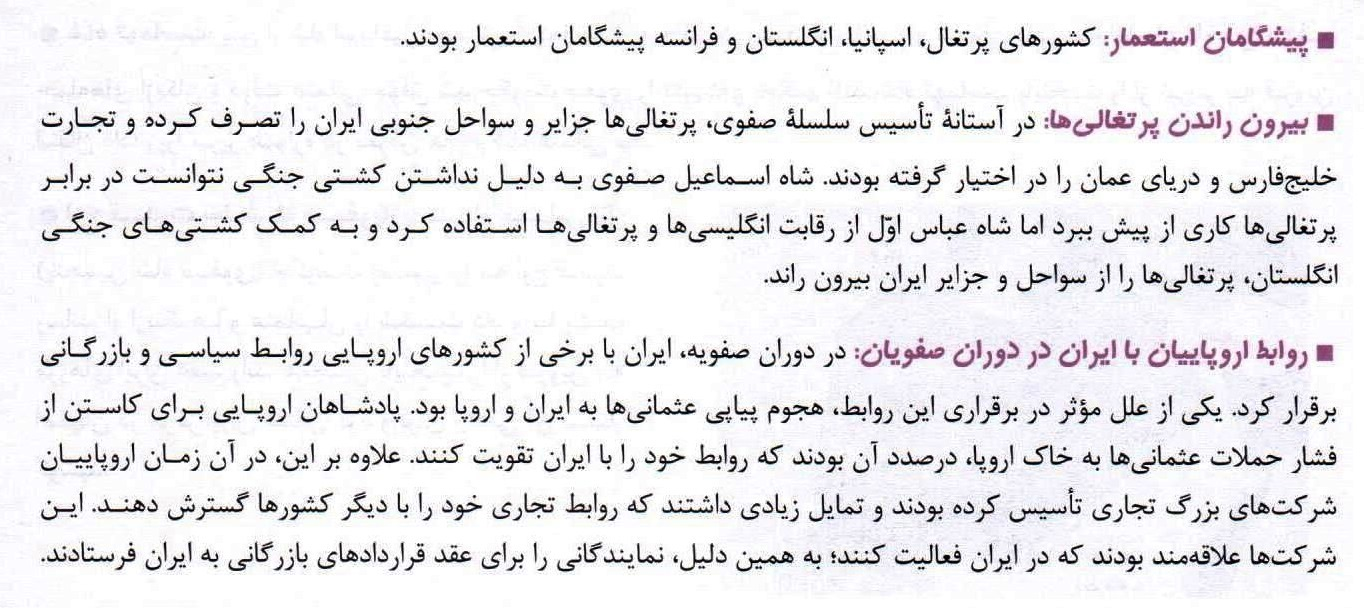 ■ پیشگامان استعمار: کشورهای پرتغال، اسپانیا، انگلستان و فرانسه پیشگامان استعمار بودند.
■ بیرون راندن پرتغالی‌ها: در آستانهٔ تأسیس سلسلهٔ صفوی، پرتغالی‌ها جزایر و سواحل جنوبی ایران را تصرف کرده و تجارت
خلیج‌فارس و دریای عمان را در اختیار گرفته بودند. شاه اسماعیل صفوی به دلیل نداشتن کشتی جنگی نتوانست در برابر
پرتغالی‌ها کاری از پیش ببرد اما شاه عباس اوّل از رقابت انگلیسی‌ها و پرتغالی‌ها استفاده کرد و به کمک کشتی‌های جنگی
انگلستان، پرتغالی‌ها را از سواحل و جزایر ایران بیرون راند.
■ روابط اروپاییان با ایران در دوران صفویان: در دوران صفویه، ایران با برخی از کشورهای اروپایی روابط سیاسی و بازرگانی
برقرار کرد. یکی از علل مؤثر در برقراری این روابط، هجوم پیاپی عثمانی‌ها به ایران و اروپا بود. پادشاهان اروپایی برای کاستن از
فشار حملات عثمانی‌ها به خاک اروپا، درصدد آن بودند که روابط خود را با ایران تقویت کنند. علاوه بر این، در آن زمان اروپاییان
شرکت‌های بزرگ تجاری تأسیس کرده بودند و تمایل زیادی داشتند که روابط تجاری خود را با دیگر کشورها گسترش دهند. این
شرکت‌ها علاقه‌مند بودند که در ایران فعالیت کنند؛ به همین دلیل، نمایندگانی را برای عقد قراردادهای بازرگانی به ایران فرستادند.